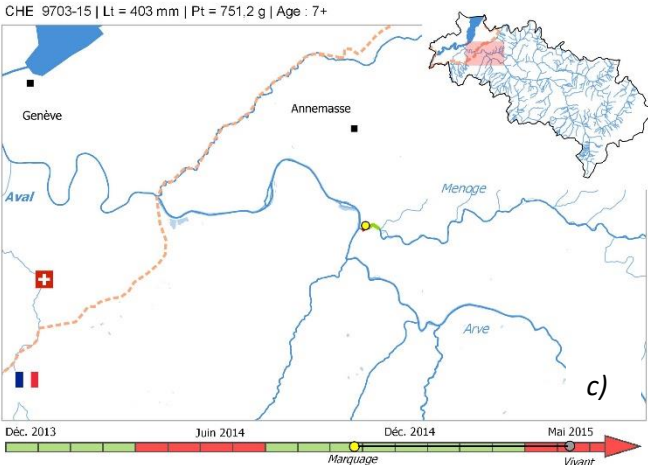 CHE 9703-15 | Lt = 403 mm | Pt = 751,2 g | Age : 7+
Genève
Annemasse
Aval
Menoge
Arve
c)
Déc. 2013 Juin 2014 Déc. 2014 Mai 2015
Marquage Vivant